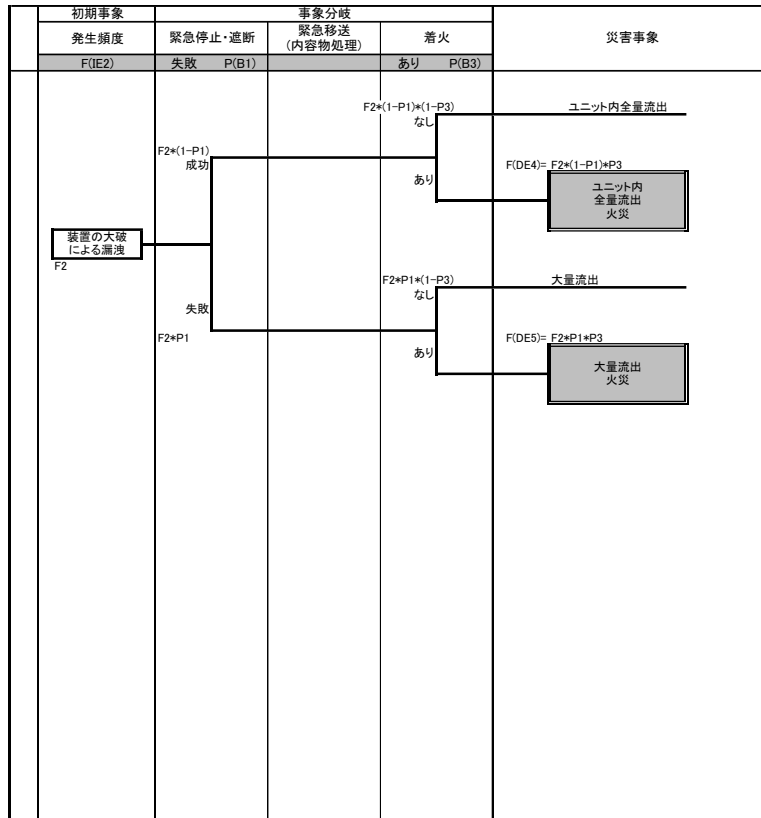 初期事象
事象分岐
発生頻度
緊急停止・遮断
緊急移送
(内容物処理)
着火
災害事象
F(IE2)
失敗 P(B1)
あり P(B3)
F2*(1-P1)*(1-P3)
なし
ユニット内全量流出
F2*(1-P1)
成功
あり
F(DE4)= F2*(1-P1)*P3
ユニット内
全量流出
火災
装置の大破
による漏洩
F2
F2*P1*(1-P3)
なし
大量流出
失敗
F2*P1
あり
F(DE5)= F2*P1*P3
大量流出
火災